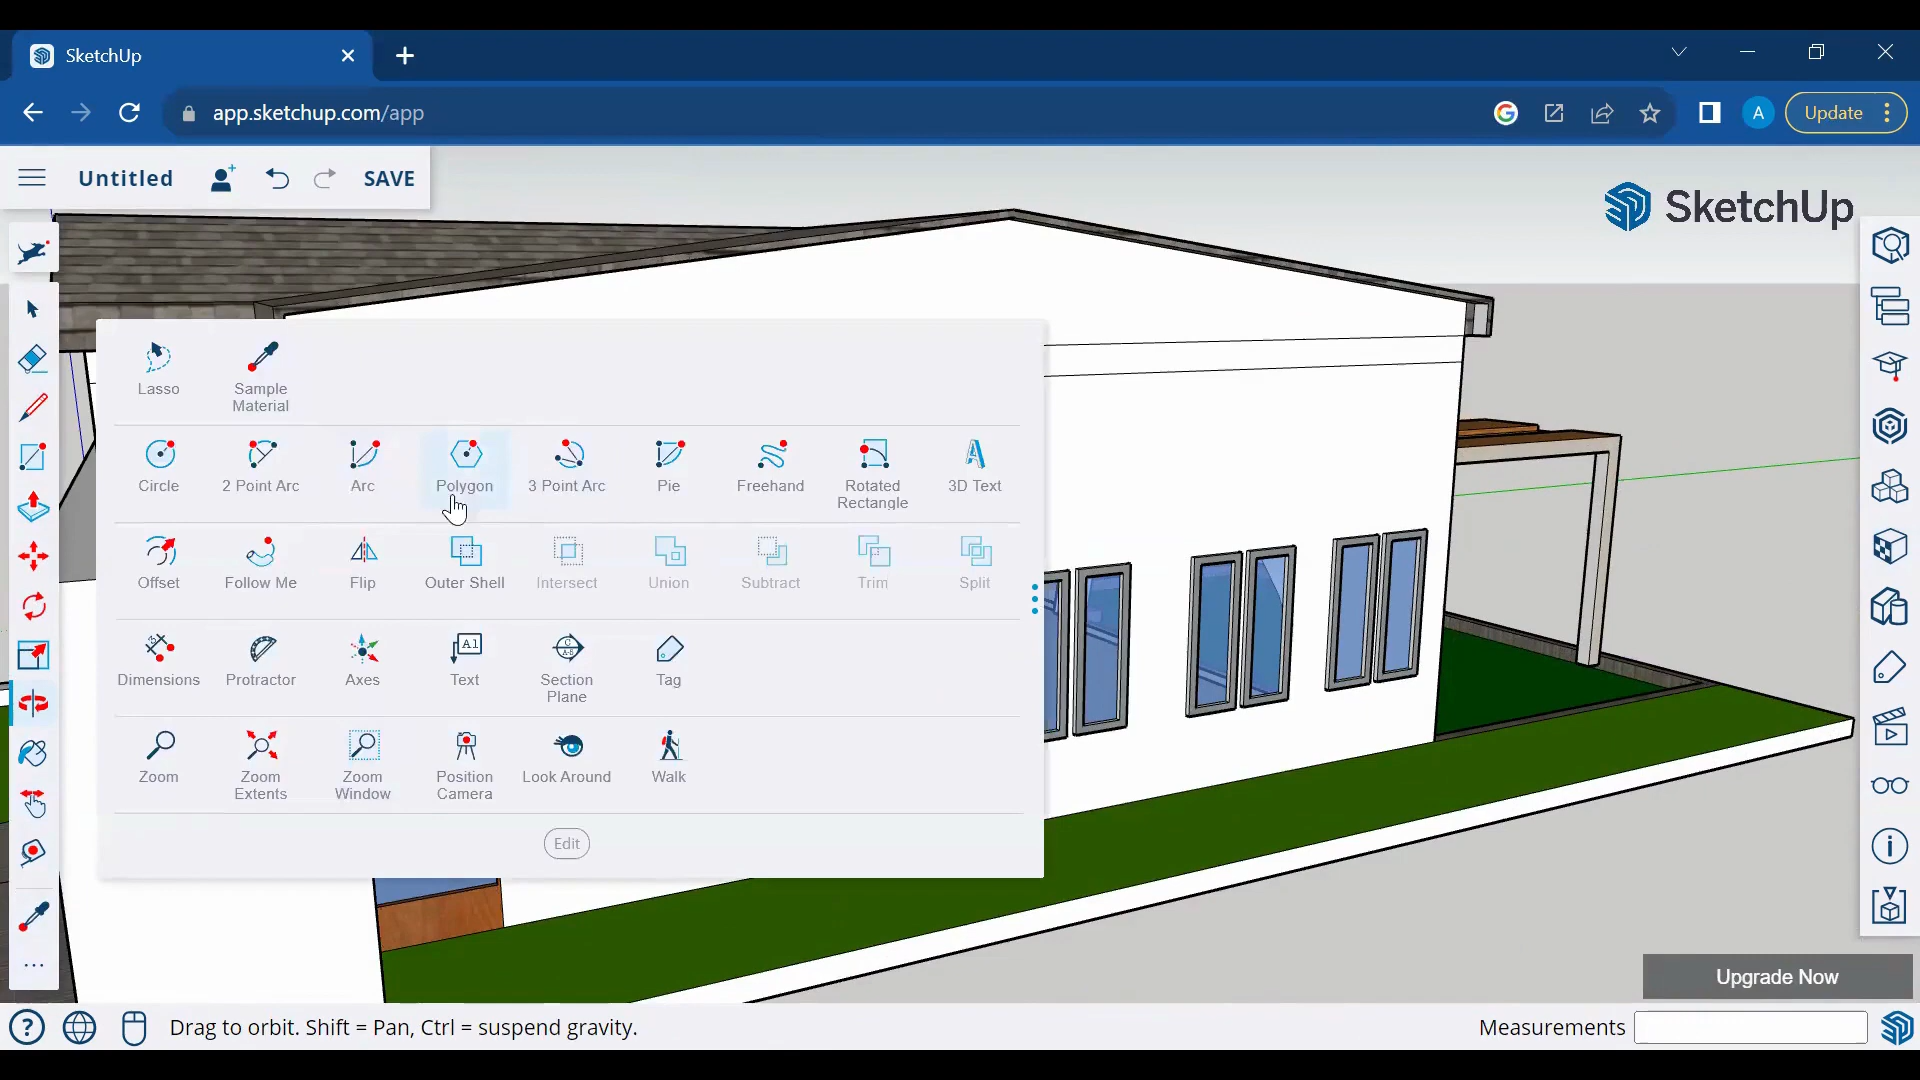 SketchUp
app.sketchup.com/app
A
Update
Untitled
SAVE
SketchUp
Lasso
Sample
Material
Circle
2 Point Arc
Arc
Polygon
3 Point Arc
Pie
Freehand
Rotated
Rectangle
A
3D Text
Offset
Follow Me
Flip
Outer Shell
Intersect
Union
Subtract
Trim
Split
Dimensions
Protractor
Axes
A1
Text
Section
Plane
Tag
Zoom
Zoom
Extents
Zoom
Window
Position
Camera
Look Around
Walk
Edit
Upgrade Now
Drag to orbit. Shift = Pan, Ctrl = suspend gravity.
Measurements